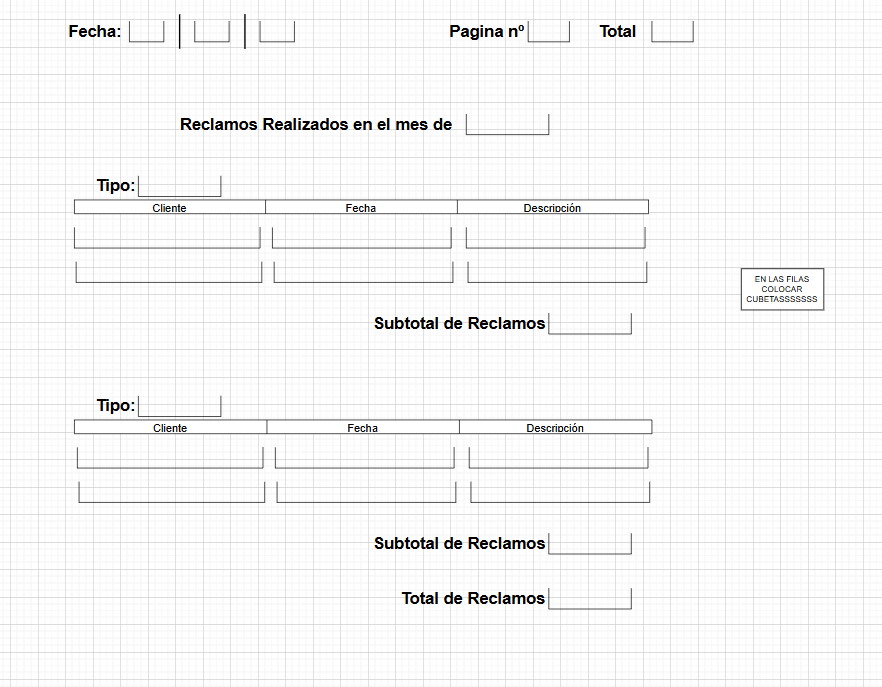 Fecha: Pagina nº Total
Reclamos Realizados en el mes de
Tipo:
Cliente Fecha Descripción
EN LAS FILAS
COLOCAR
CUBETASSSSSSS
Subtotal de Reclamos
Tipo:
Cliente Fecha Descripción
Subtotal de Reclamos
Total de Reclamos